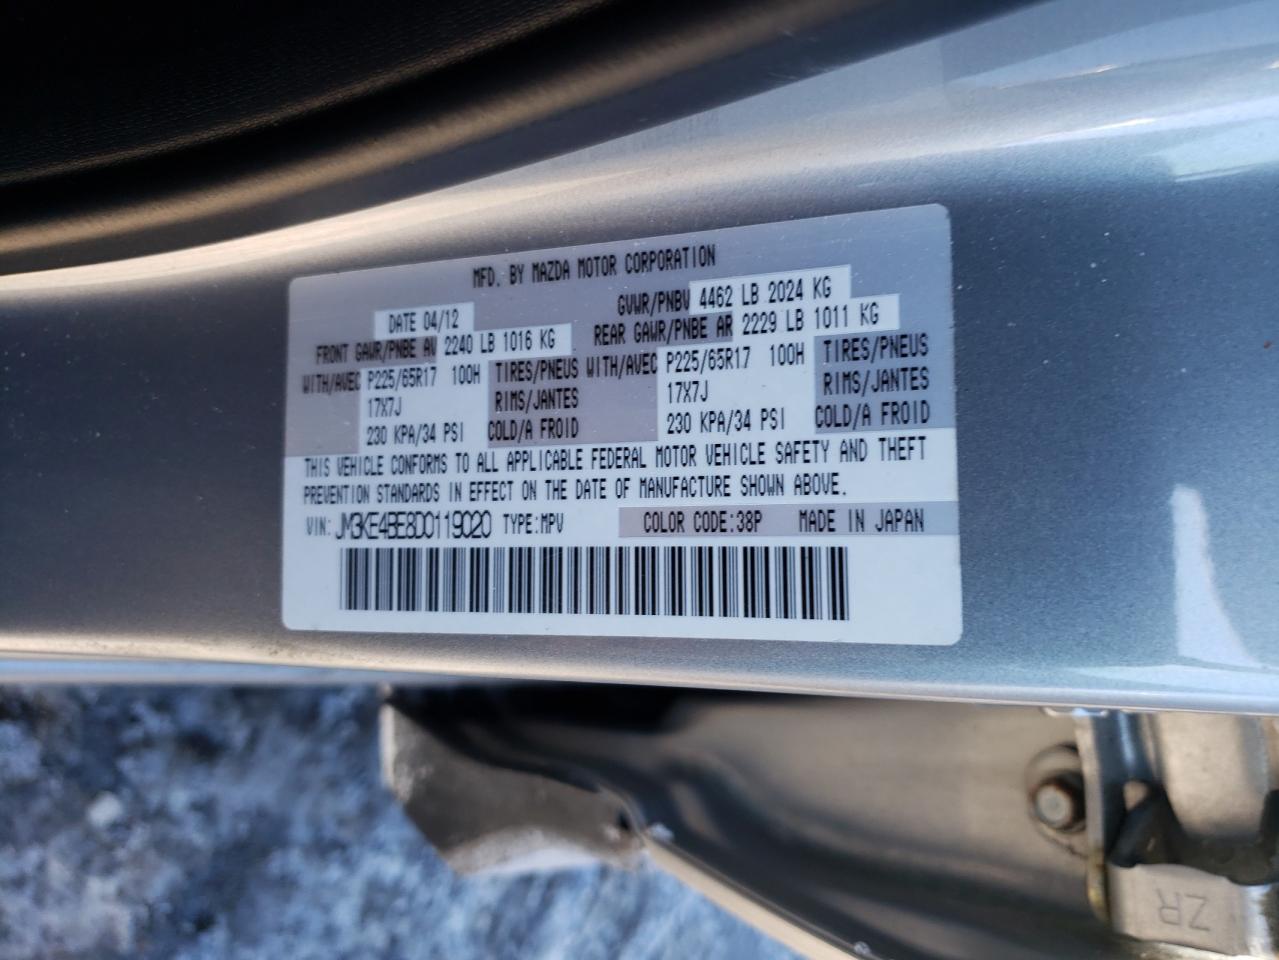 MFD. BY MAZDA MOTOR CORPORATION
DATE 04/12 GVWR/PNBV 4462 LB 2024 KG
FRONT GAWR/PNBE AV 2240 LB 1016 KG REAR GAWR/PNBE AR 2229 LB 1011 KG
WITH/AVEC P225/65R17 100H TIRES/PNEUS WITH/AVEC P225/65R17 100H TIRES/PNEUS
17X7J RIMS/JANTES 17X7J RIMS/JANTES
230 KPA/34 PSI COLD/A FROID 230 KPA/34 PSI COLD/A FROID
THIS VEHICLE CONFORMS TO ALL APPLICABLE FEDERAL MOTOR VEHICLE SAFETY AND THEFT
PREVENTION STANDARDS IN EFFECT ON THE DATE OF MANUFACTURE SHOWN ABOVE.
VIN: JM3KE4BE8D0119020 TYPE:MPV COLOR CODE:38P MADE IN JAPAN
ZR